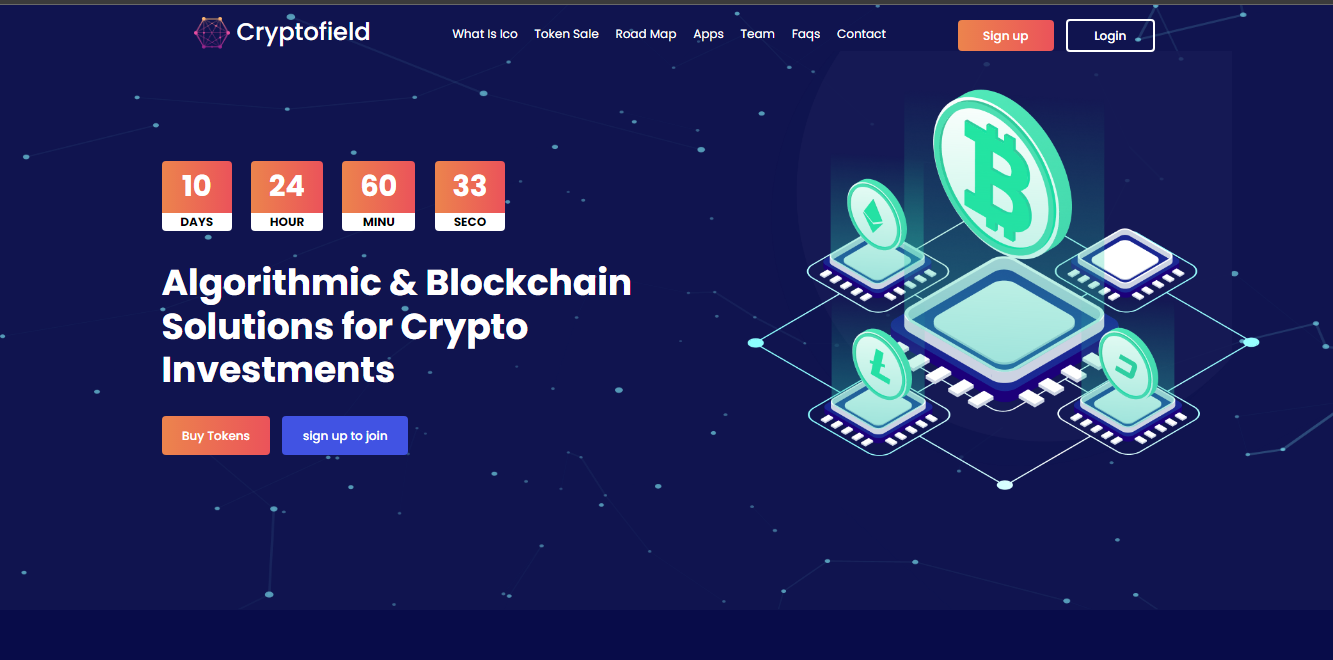 Cryptofield
What Is Ico Token Sale Road Map Apps Team Faqs Contact
Sign up Login
10 24 60 33
DAYS HOUR MINU SECO
Algorithmic & Blockchain
Solutions for Crypto
Investments
Buy Tokens sign up to join